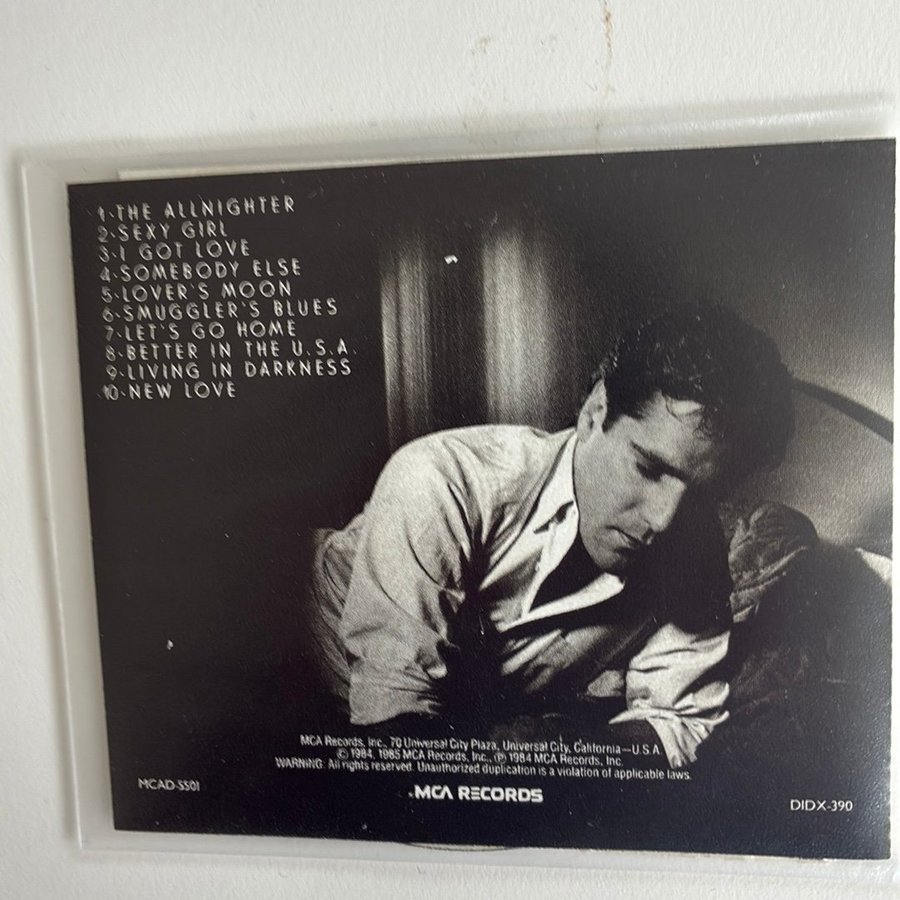 1·THE ALLNIGHTER
2·SEXY GIRL
3·I GOT LOVE
4·SOMEBODY ELSE
5·LOVER'S MOON
6·SMUGGLER'S BLUES
7·LET'S GO HOME
8·BETTER IN THE U.S.A.
9·LIVING IN DARKNESS
10·NEW LOVE
MCA Records, Inc., 70 Universal City Plaza, Universal City, California—U.S.A.
© 1984, 1985 MCA Records, Inc., ℗ 1984 MCA Records, Inc.
WARNING: All rights reserved. Unauthorized duplication is a violation of applicable laws.
MCAD-5501
MCA RECORDS
DIDX-390